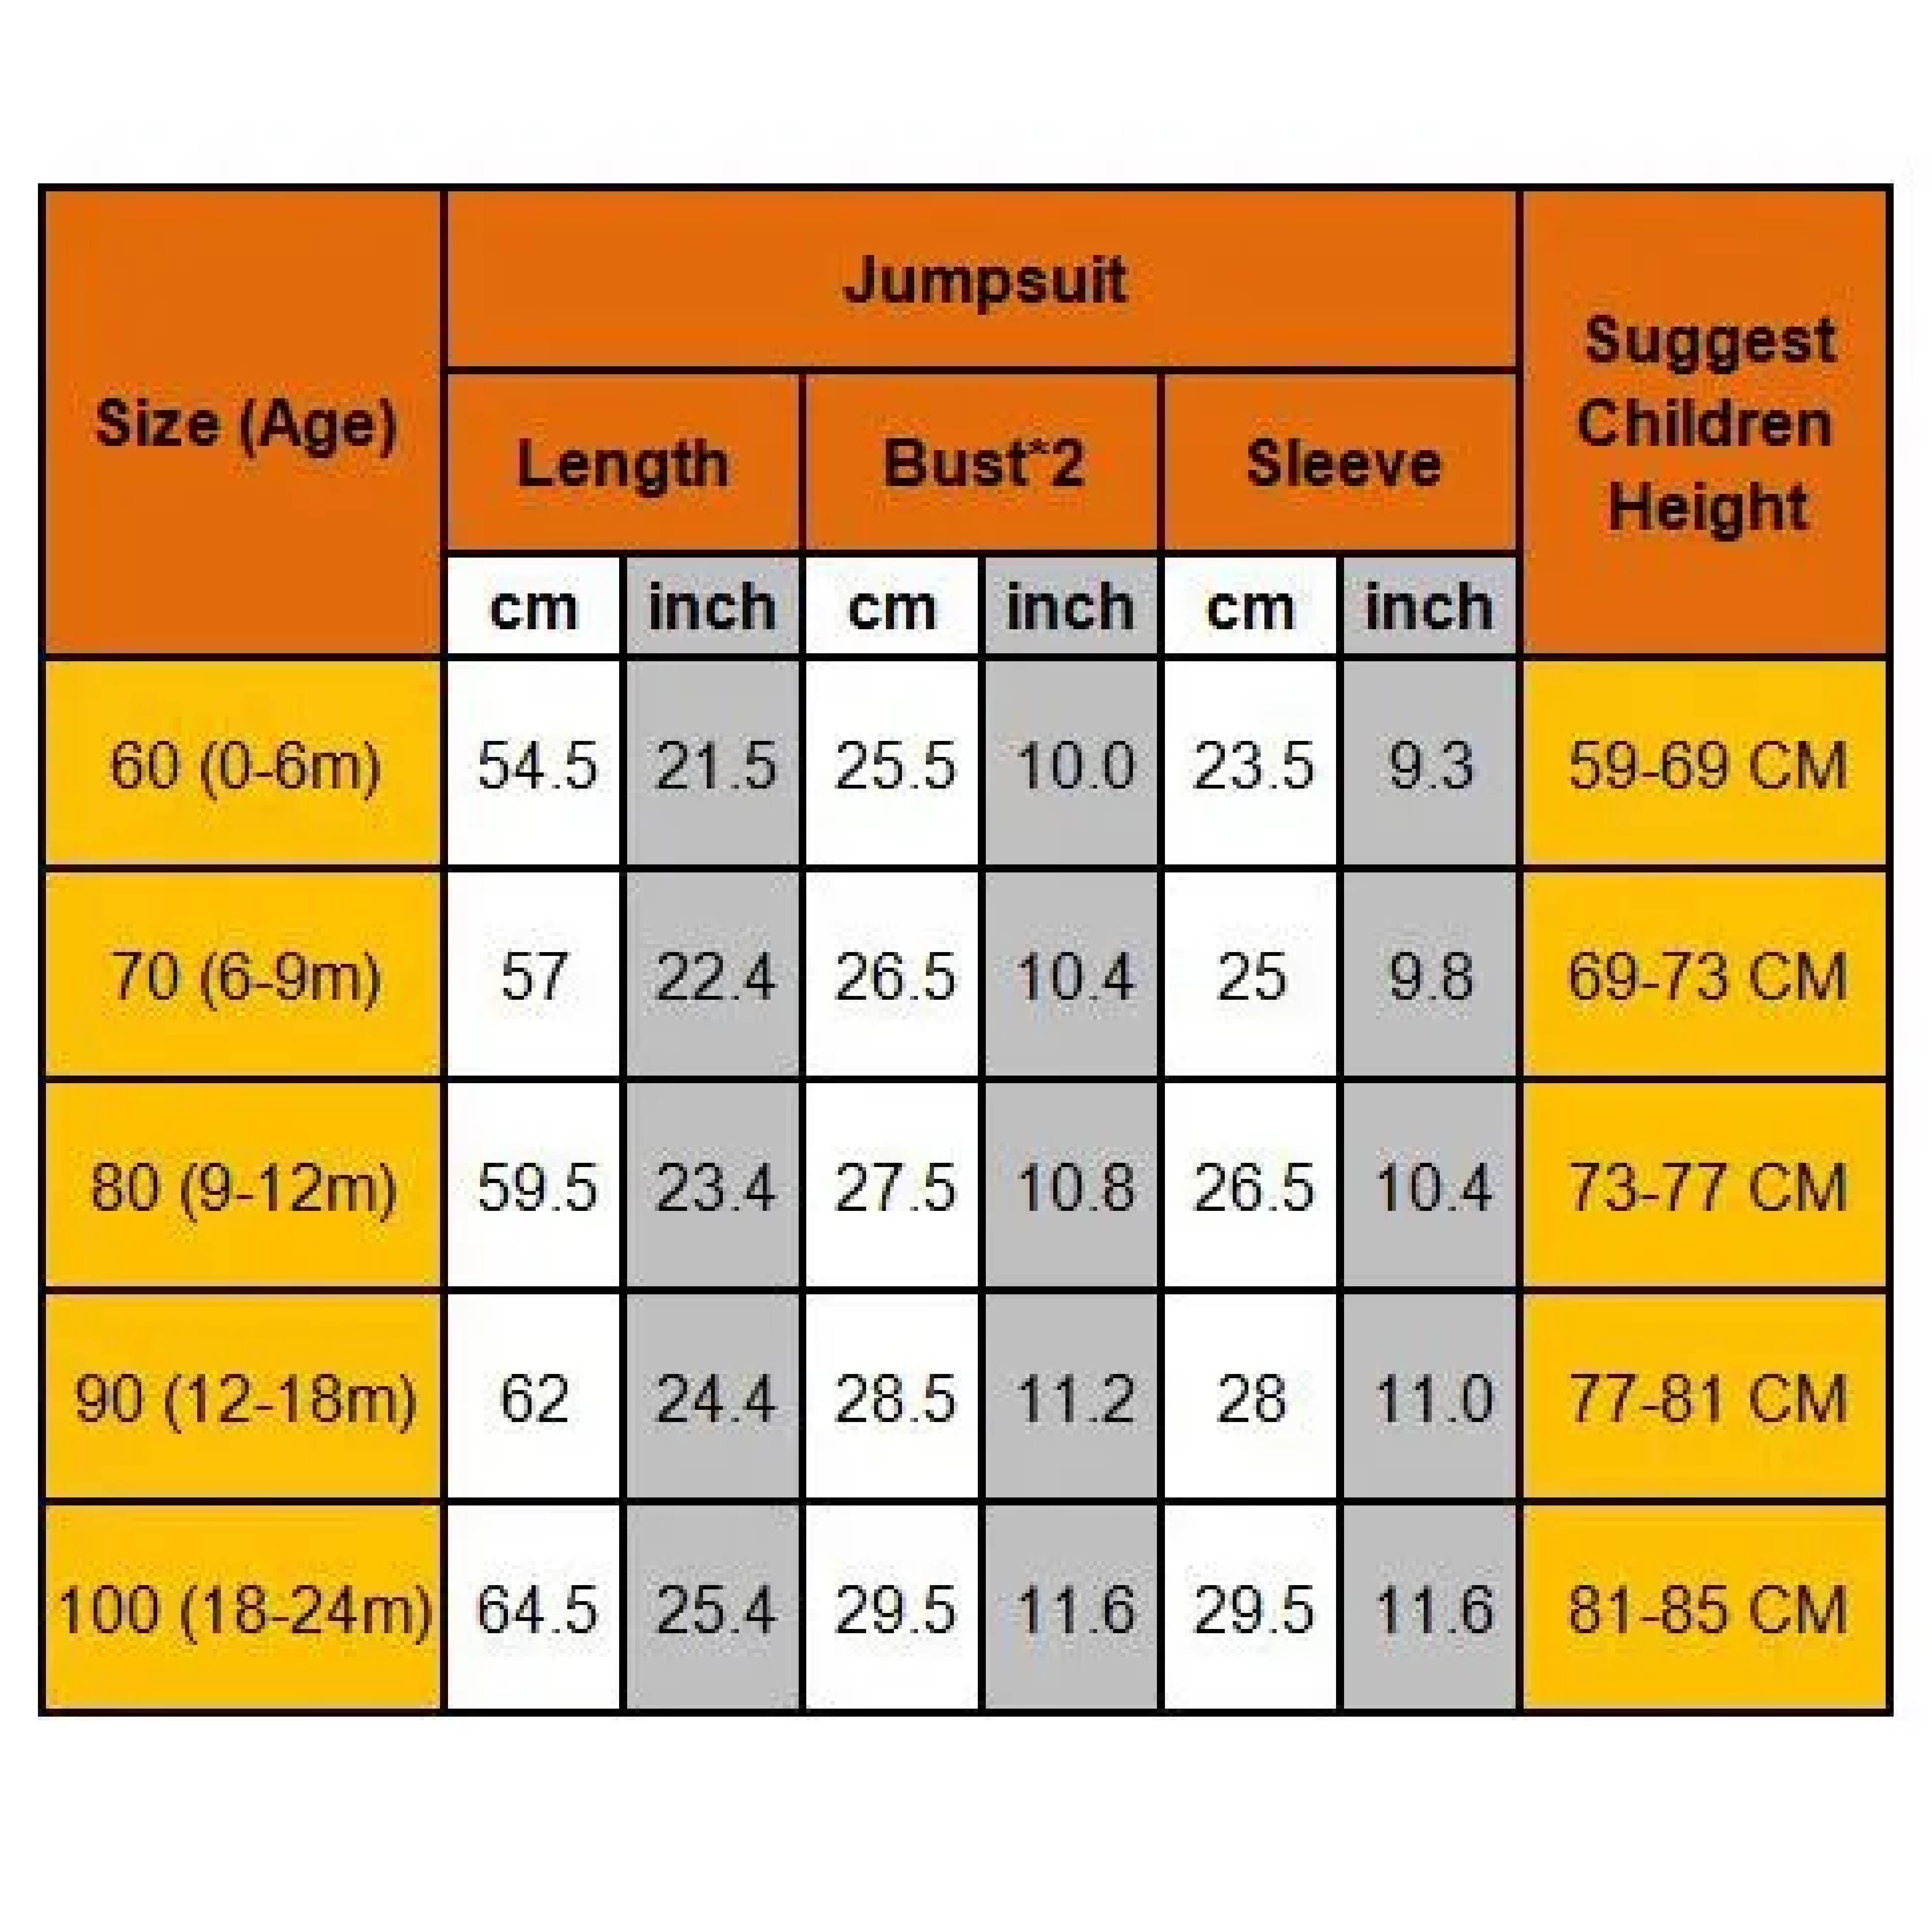 Size (Age)
Jumpsuit
Suggest
Children
Height
Length Bust*2 Sleeve
cm inch cm inch cm inch
60 (0-6m) 54.5 21.5 25.5 10.0 23.5 9.3 59-69 CM
70 (6-9m) 57 22.4 26.5 10.4 25 9.8 69-73 CM
80 (9-12m) 59.5 23.4 27.5 10.8 26.5 10.4 73-77 CM
90 (12-18m) 62 24.4 28.5 11.2 28 11.0 77-81 CM
100 (18-24m) 64.5 25.4 29.5 11.6 29.5 11.6 81-85 CM